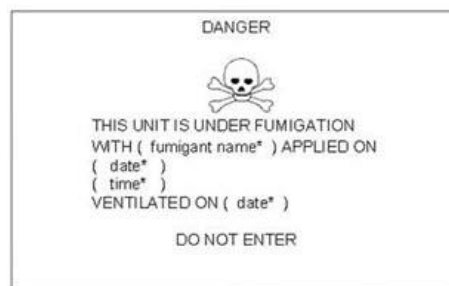 DANGER
THIS UNIT IS UNDER FUMIGATION
WITH ( fumigant name* ) APPLIED ON
( date* )
( time* )
VENTILATED ON ( date* )
DO NOT ENTER